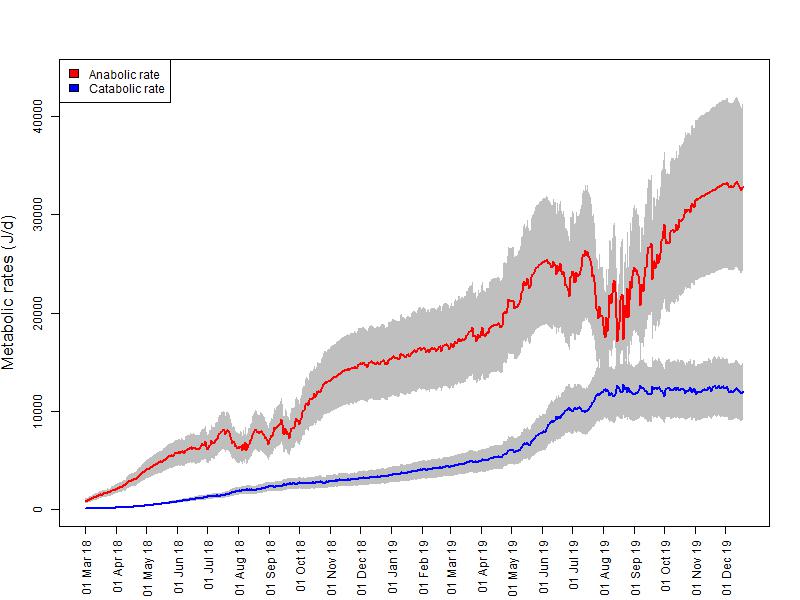 Anabolic rate
Catabolic rate
Metabolic rates (J/d)
40000
30000
20000
10000
0
01 Mar 18
01 Apr 18
01 May 18
01 Jun 18
01 Jul 18
01 Aug 18
01 Sep 18
01 Oct 18
01 Nov 18
01 Dec 18
01 Jan 19
01 Feb 19
01 Mar 19
01 Apr 19
01 May 19
01 Jun 19
01 Jul 19
01 Aug 19
01 Sep 19
01 Oct 19
01 Nov 19
01 Dec 19